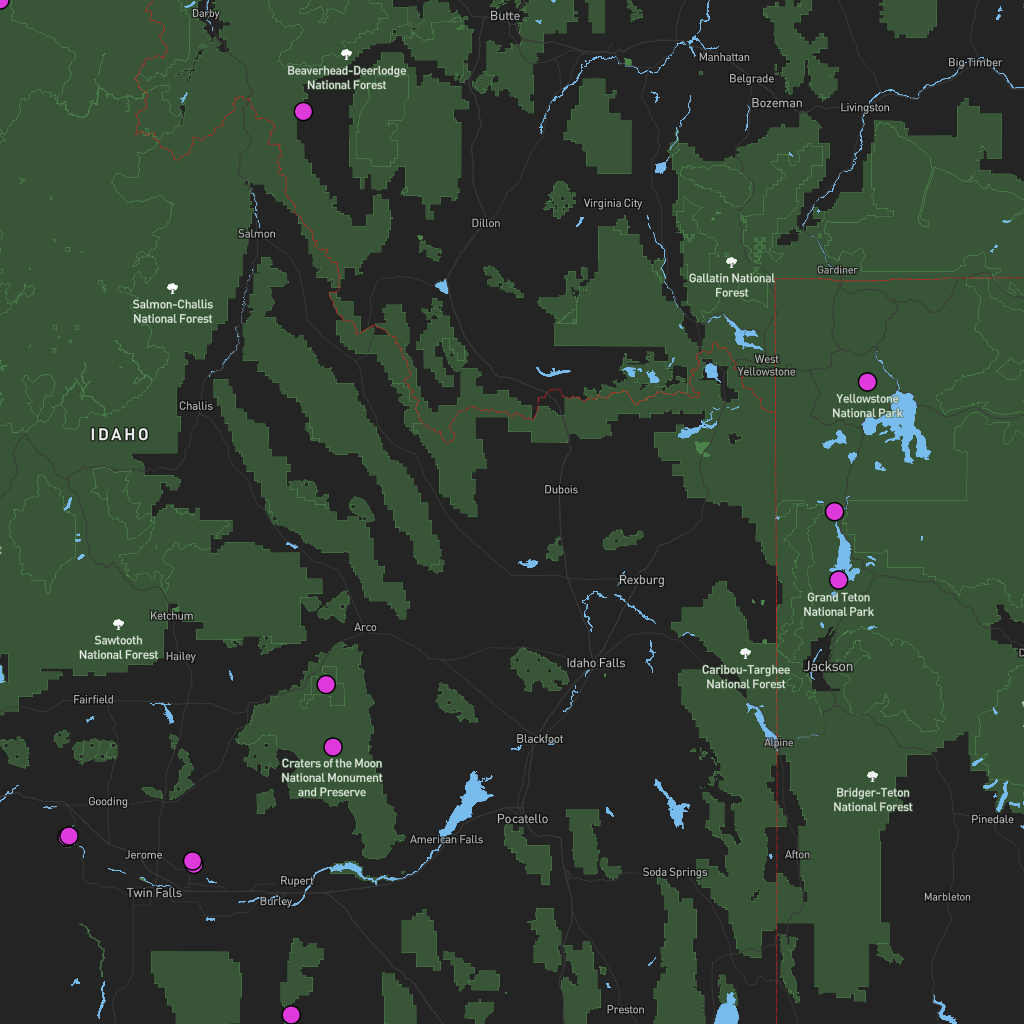 Darby
Butte
Manhattan
Big Timber
Beaverhead-Deerlodge
National Forest
Belgrade
Bozeman
Livingston
Virginia City
Dillon
Salmon
Gallatin National
Forest
Gardiner
Salmon-Challis
National Forest
West
Yellowstone
Yellowstone
National Park
Challis
IDAHO
Dubois
Rexburg
Grand Teton
National Park
Ketchum
Arco
Sawtooth
National Forest
Hailey
Idaho Falls
Caribou-Targhee
National Forest
Jackson
Fairfield
Blackfoot
Alpine
Craters of the Moon
National Monument
and Preserve
Bridger-Teton
National Forest
Gooding
Pocatello
Pinedale
American Falls
Jerome
Afton
Soda Springs
Rupert
Twin Falls
Burley
Marbleton
Preston